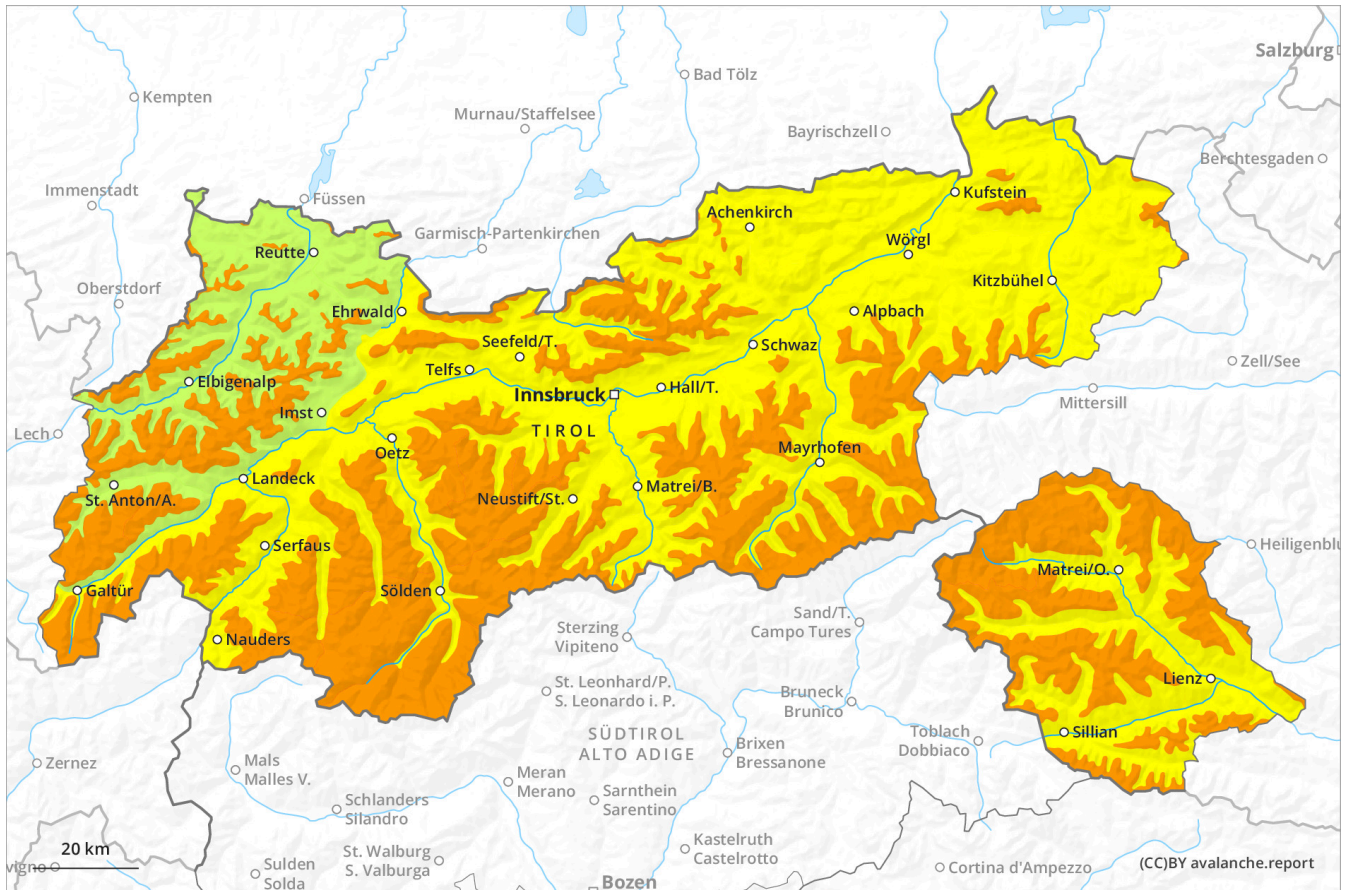 Salzburg
Bad Tölz
Kempten
Murnau/Staffelsee
Bayrischzell
Berchtesgaden
Immenstadt
Füssen
Kufstein
Achenkirch
Garmisch-Partenkirchen
Reutte
Wörgl
Oberstdorf
Kitzbühel
Ehrwald
Alpbach
Seefeld/T.
Schwaz
Zell/See
Telfs
Elbigenalp
Hall/T.
Innsbruck
Mittersill
Imst
TIROL
Lech
Oetz
Mayrhofen
Landeck
Matrei/B.
St. Anton/A.
Neustift/St.
Serfaus
Heiligenblu
Matrei/O.
Galtür
Sölden
Sand/T.
Campo Tures
Sterzing
Vipiteno
Nauders
Lienz
St. Leonhard/P.
S. Leonardo i. P.
Bruneck
Brunico
Sillian
Toblach
Dobbiaco
SÜDTIROL
ALTO ADIGE
Brixen
Bressanone
Zernez
Mals
Malles V.
Meran
Merano
Sarnthein
Sarentino
Schlanders
Silandro
Kastelruth
Castelrotto
20 km
St. Walburg
S. Valburga
vigno
Sulden
Solda
Cortina d'Ampezzo
(CC)BY avalanche.report
Bozen